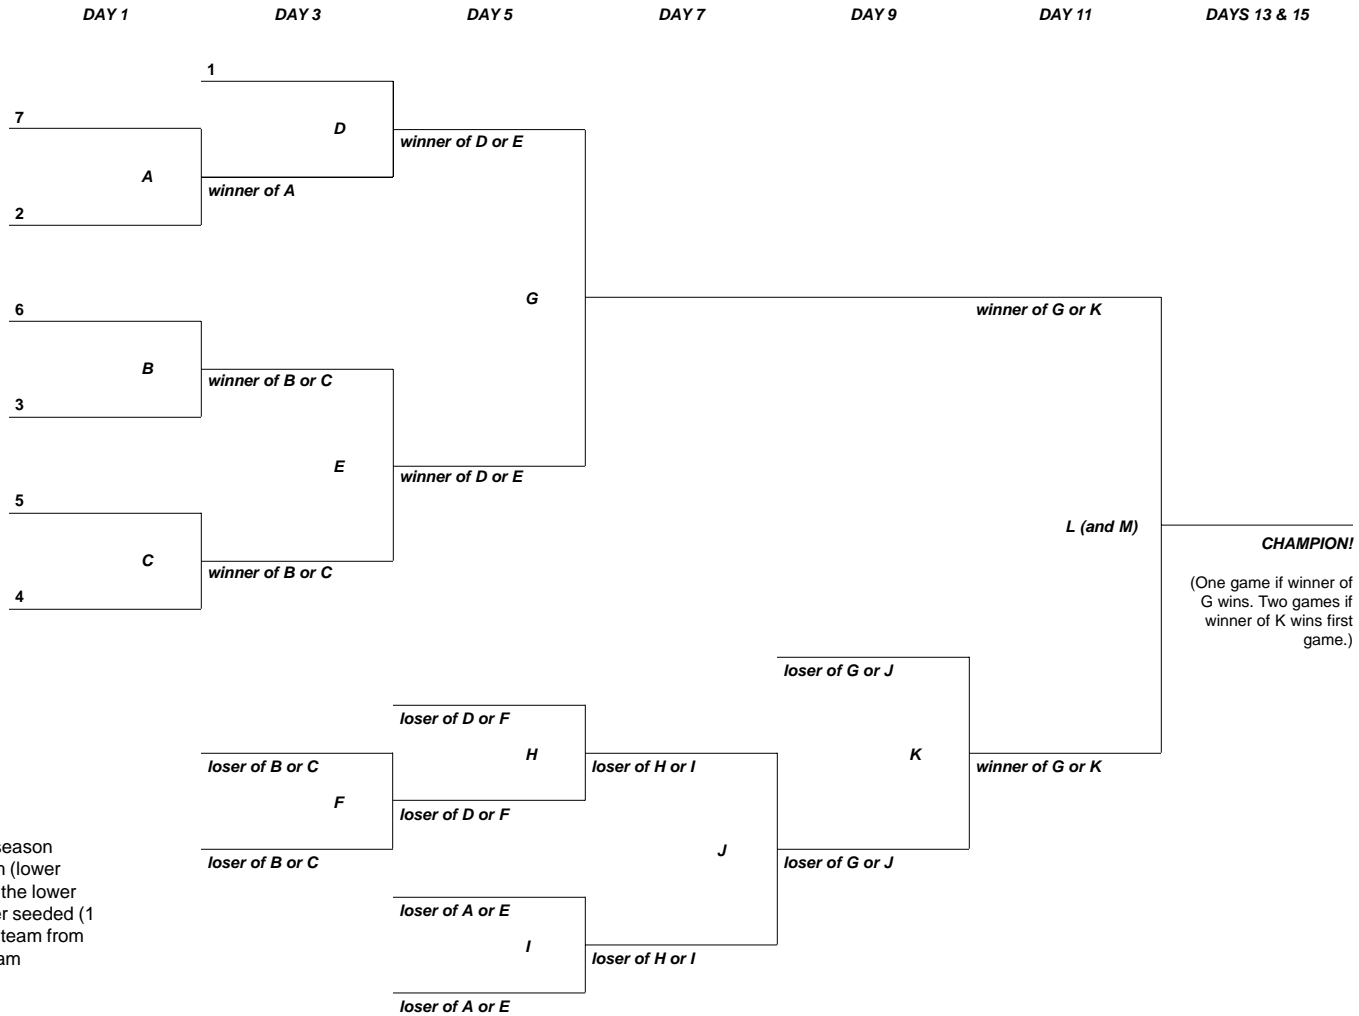 DAY 1 DAY 3 DAY 5 DAY 7 DAY 9 DAY 11 DAYS 13 & 15
1
7
D
winner of D or E
A
winner of A
2
6
G
winner of G or K
B
winner of B or C
3
E
winner of D or E
5
L (and M)
CHAMPION!
C
winner of B or C
(One game if winner of
G wins. Two games if
winner of K wins first
game.)
4
loser of G or J
loser of D or F
H
K
loser of B or C
loser of H or I
winner of G or K
F
loser of D or F
eason
n (lower
J
loser of B or C
loser of G or J
the lower
er seeded (1
loser of A or E
team from
I
am
loser of H or I
loser of A or E